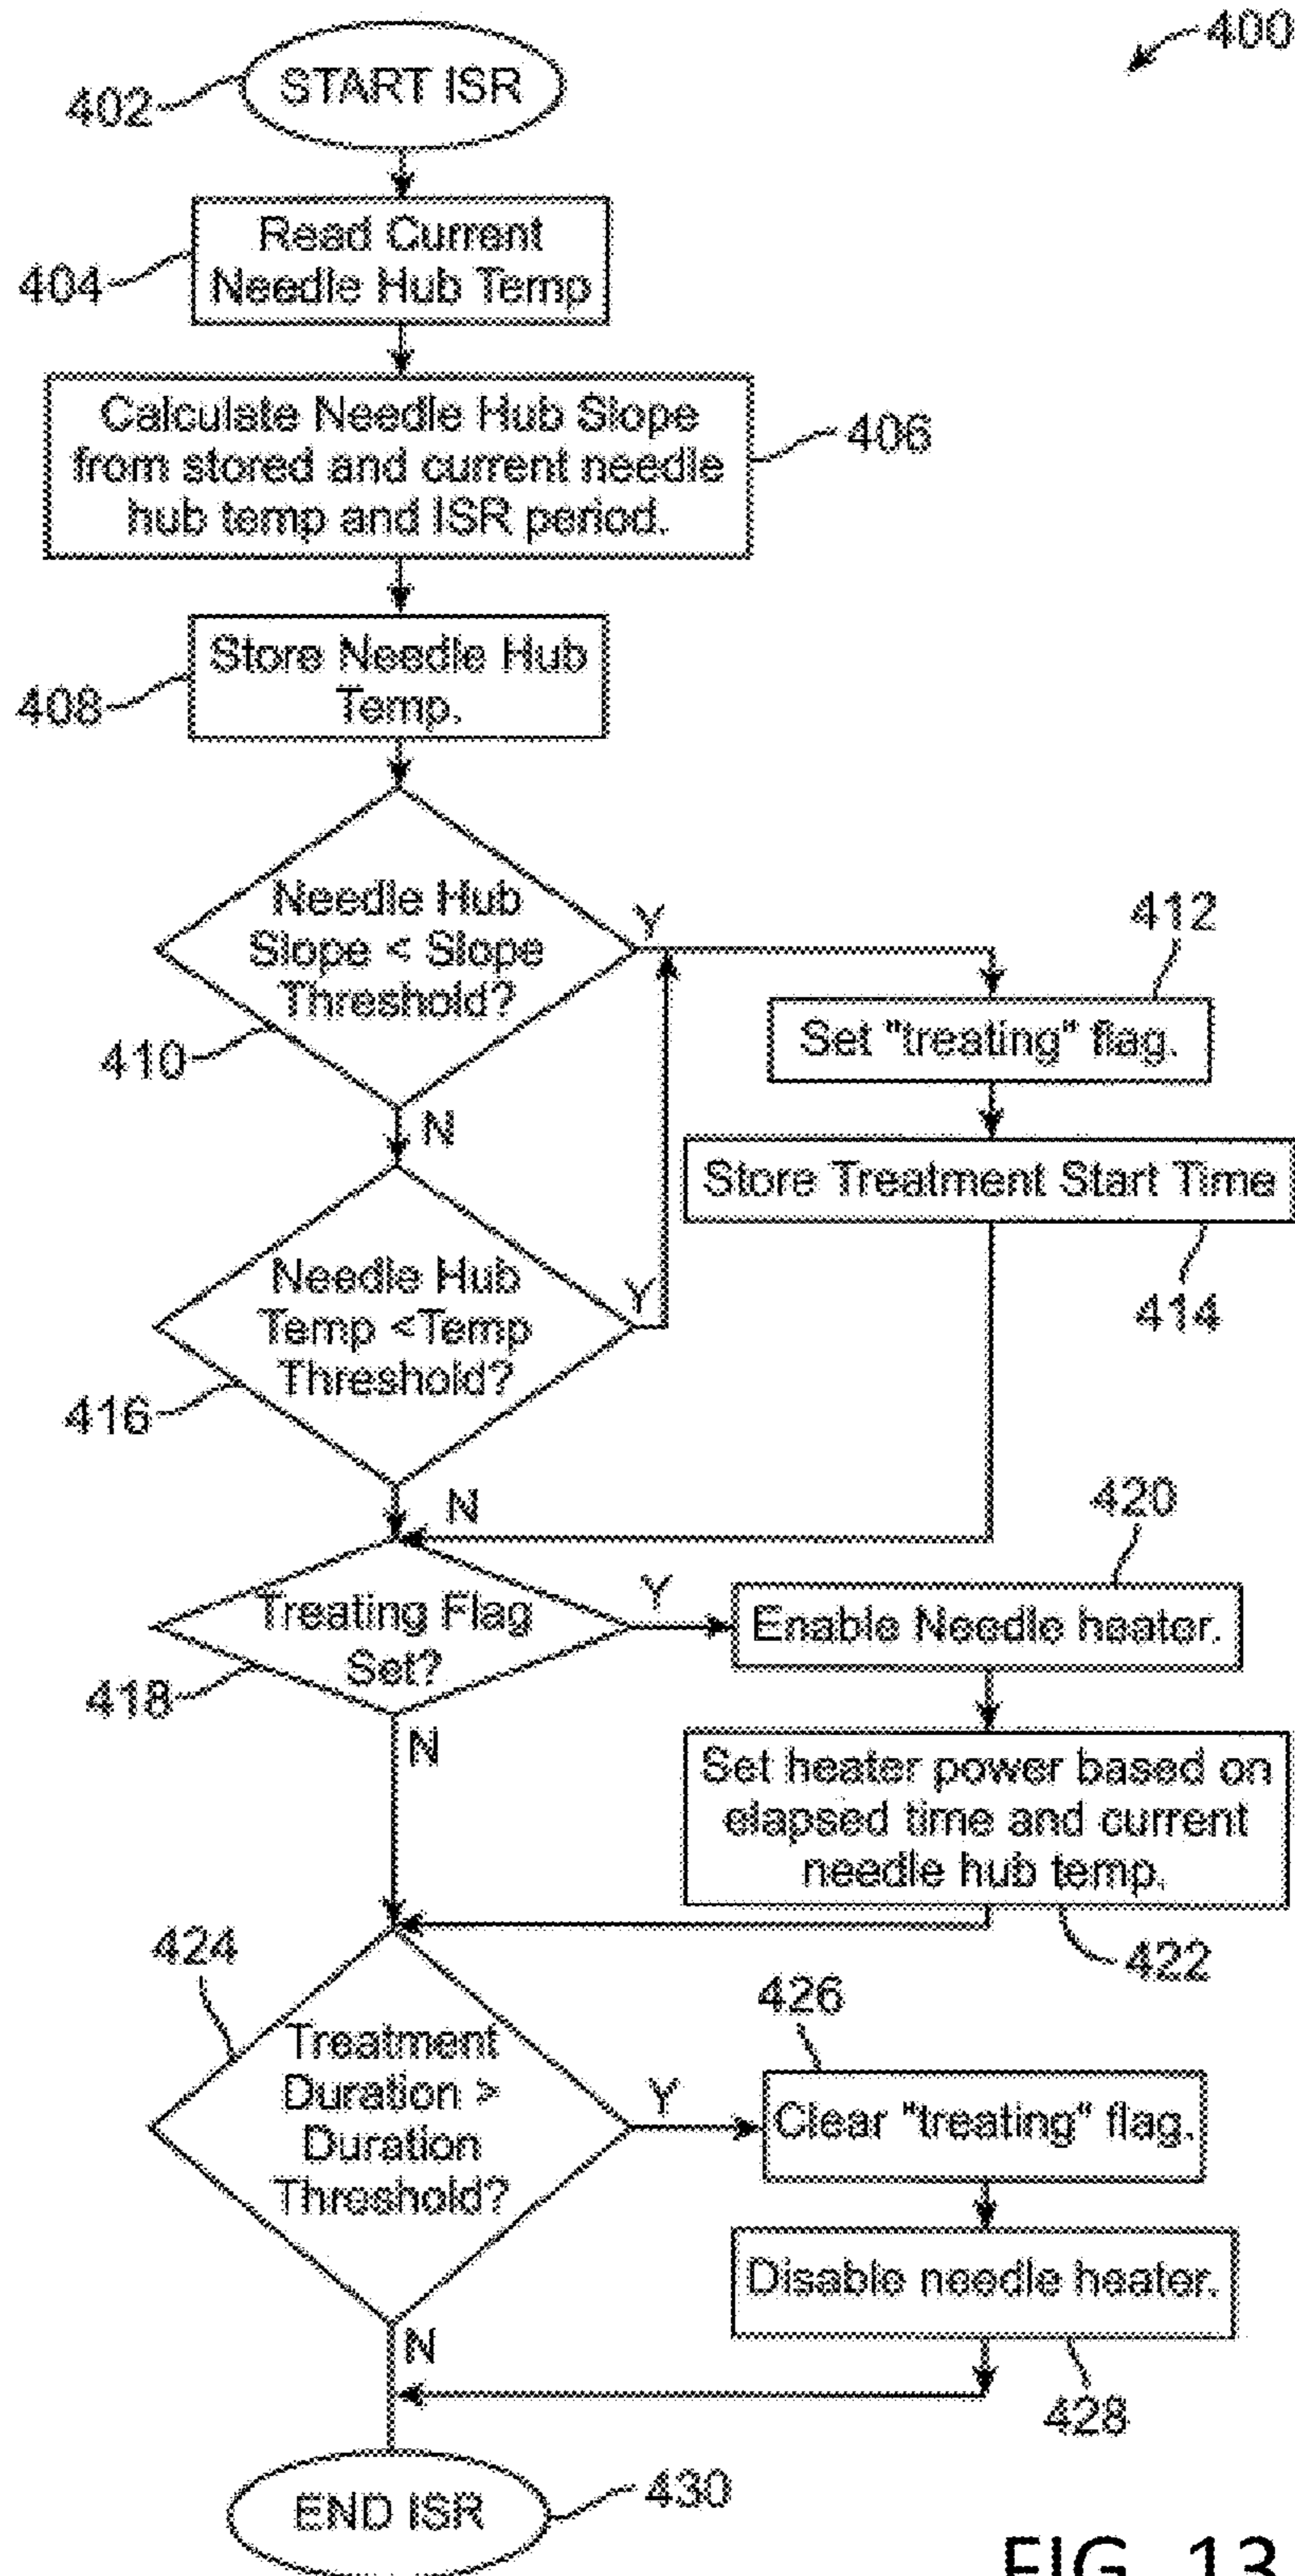 400
402
START ISR
404
Read Current
Needle Hub Temp
Calculate Needle Hub Slope
from stored and current needle
hub temp and ISR period.
406
408
Store Needle Hub
Temp.
Needle Hub
Slope < Slope
Threshold?
410
Y
N
412
Set "treating" flag.
Store Treatment Start Time
414
Needle Hub
Temp <Temp
Threshold?
416
Y
N
Treating Flag
Set?
418
Y
N
420
Enable Needle heater.
Set heater power based on
elapsed time and current
needle hub temp.
422
424
Treatment
Duration >
Duration
Threshold?
Y
N
426
Clear "treating" flag.
Disable needle heater.
428
END ISR
430
FIG. 13